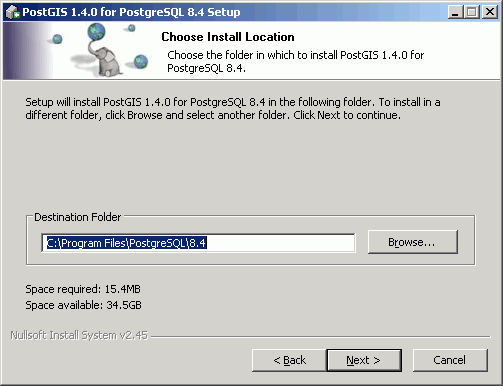 PostGIS 1.4.0 for PostgreSQL 8.4 Setup
Choose Install Location
Choose the folder in which to install PostGIS 1.4.0 for
PostgreSQL 8.4.
Setup will install PostGIS 1.4.0 for PostgreSQL 8.4 in the following folder. To install in a
different folder, click Browse and select another folder. Click Next to continue.
Destination Folder
C:\Program Files\PostgreSQL\8.4
Browse...
Space required: 15.4MB
Space available: 34.5GB
Nullsoft Install System v2.45
< Back
Next >
Cancel